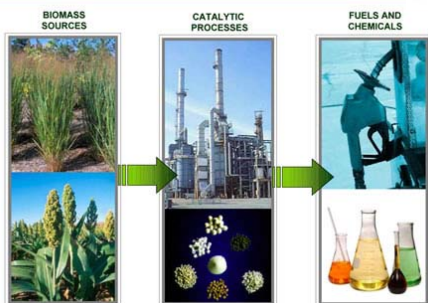 BIOMASS
SOURCES
CATALYTIC
PROCESSES
FUELS AND
CHEMICALS